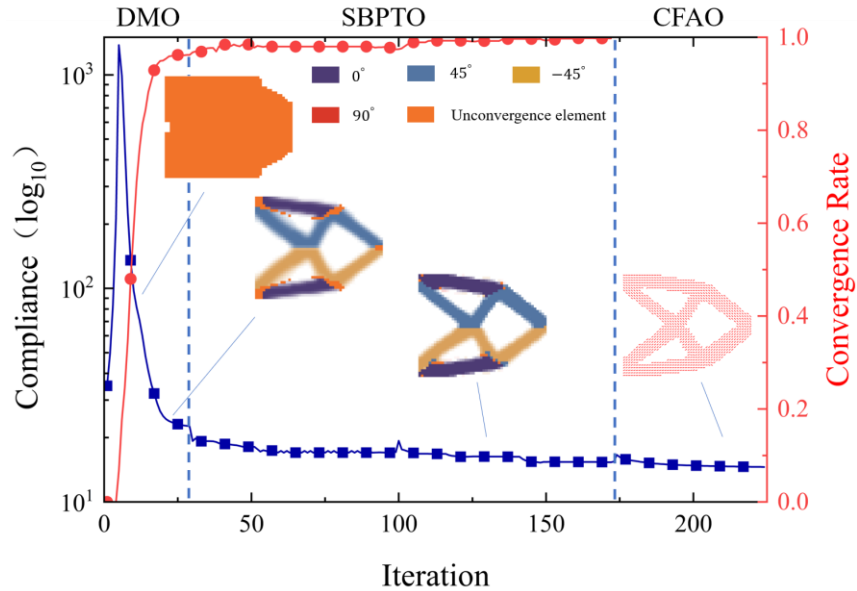 DMO SBPTO CFAO
10³ 1.0
0° 45° −45°
90° Unconvergence element
0.8
Compliance（log₁₀）
0.6
10² Convergence Rate
0.4
0.2
10¹ 0.0
0 50 100 150 200
Iteration